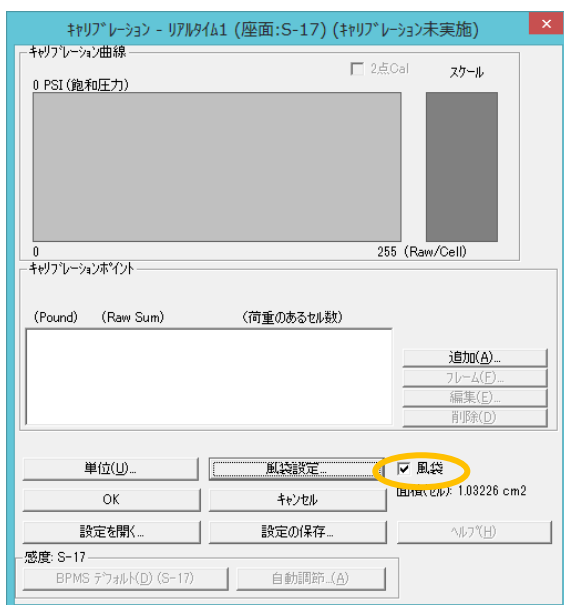 キャリブレーション - リアルタイム1 (座面:S-17) (キャリブレーション未実施)
キャリブレーション曲線
2点Cal
スケール
0 PSI(飽和圧力)
0
255 (Raw/Cell)
キャリブレーションポイント
(Pound) (Raw Sum) (荷重のあるセル数)
追加(A)...
フレーム(F)...
編集(E)...
削除(D)
単位(U)...
風袋設定...
風袋
面積(セル): 1.03226 cm2
OK
キャンセル
設定を開く...
設定の保存...
ヘルプ(H)
感度: S-17
BPMS デフォルト(D) (S-17)
自動調節...(A)